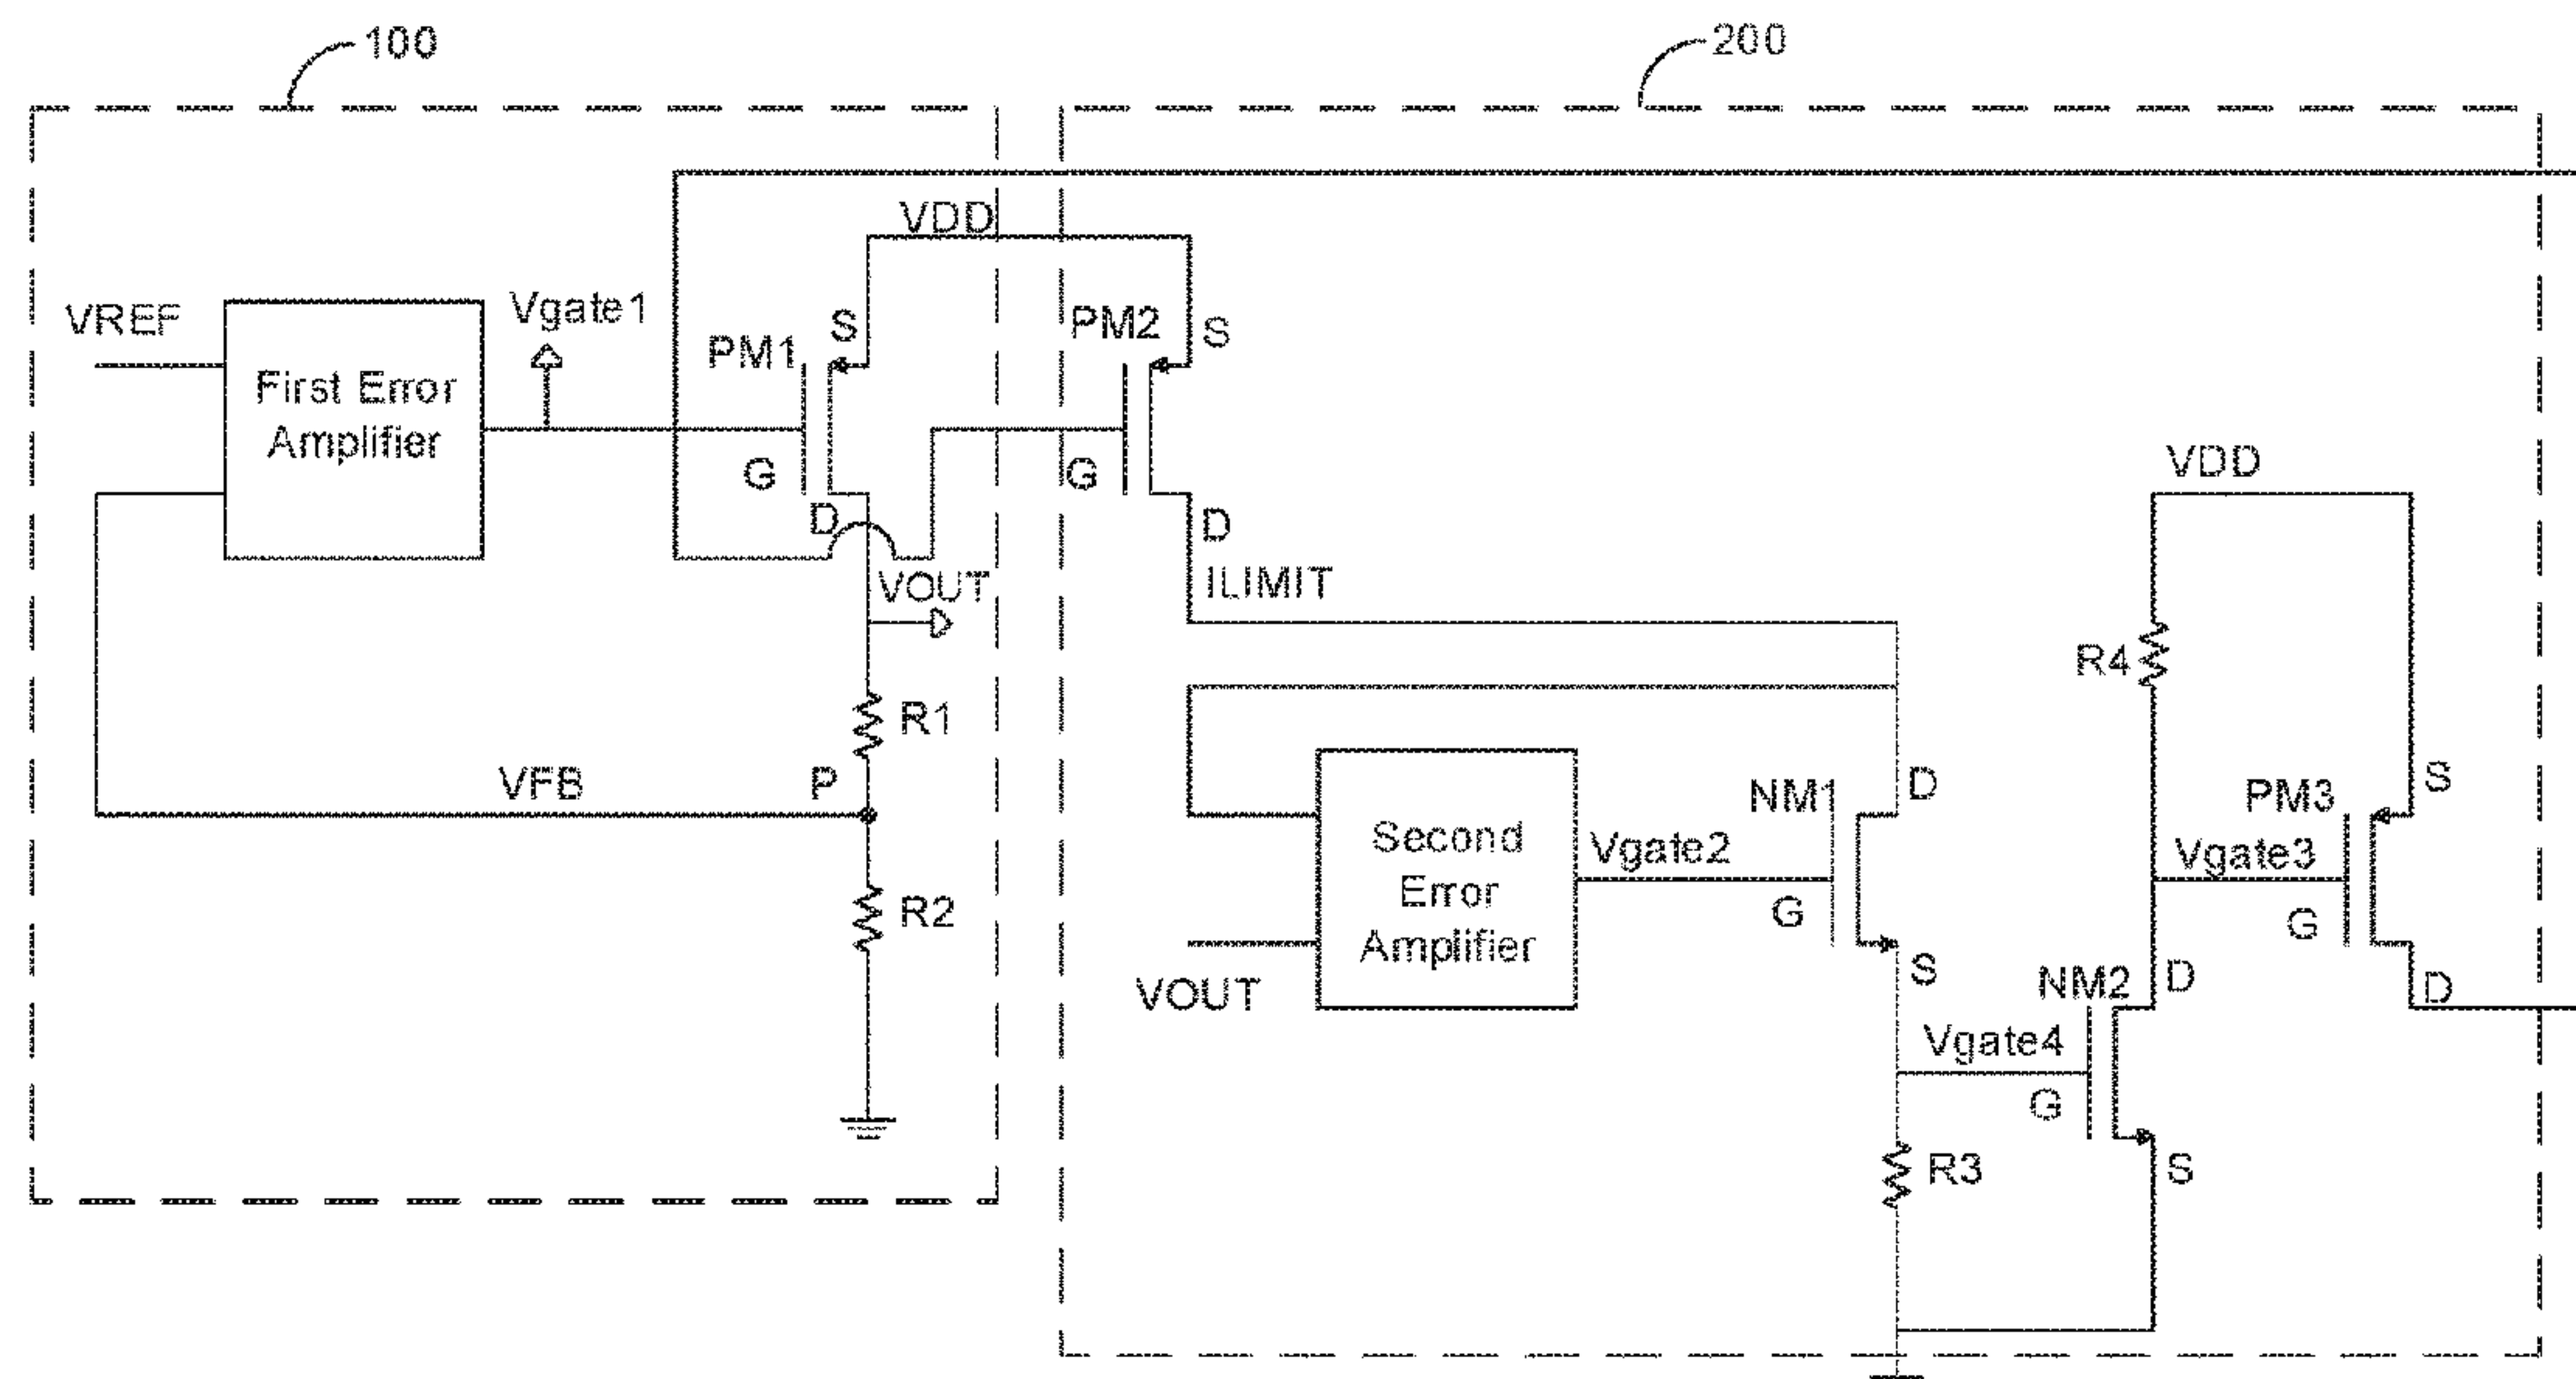 100
200
VDD
VREF
Vgate1
PM1
S
PM2
S
First Error
Amplifier
G
D
G
D
VDD
VOUT
ILIMIT
R4
R1
VFB
P
NM1
D
PM3
S
Second
Error
Amplifier
Vgate2
Vgate3
R2
G
G
VOUT
S
NM2
D
D
Vgate4
G
R3
S